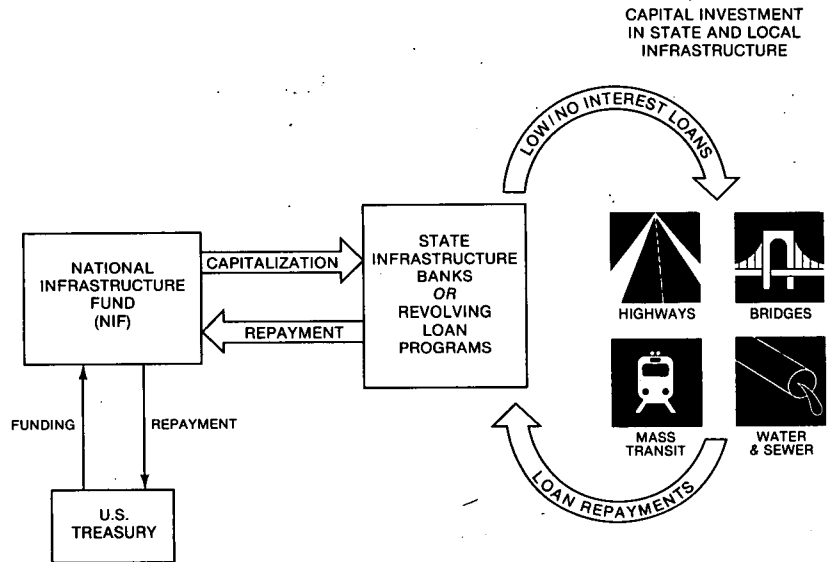 CAPITAL INVESTMENT
IN STATE AND LOCAL
INFRASTRUCTURE
LOW/NO INTEREST LOANS
NATIONAL
INFRASTRUCTURE
FUND
(NIF)
CAPITALIZATION
REPAYMENT
STATE
INFRASTRUCTURE
BANKS
OR
REVOLVING
LOAN
PROGRAMS
HIGHWAYS
BRIDGES
MASS
TRANSIT
WATER
& SEWER
LOAN REPAYMENTS
FUNDING
REPAYMENT
U.S.
TREASURY